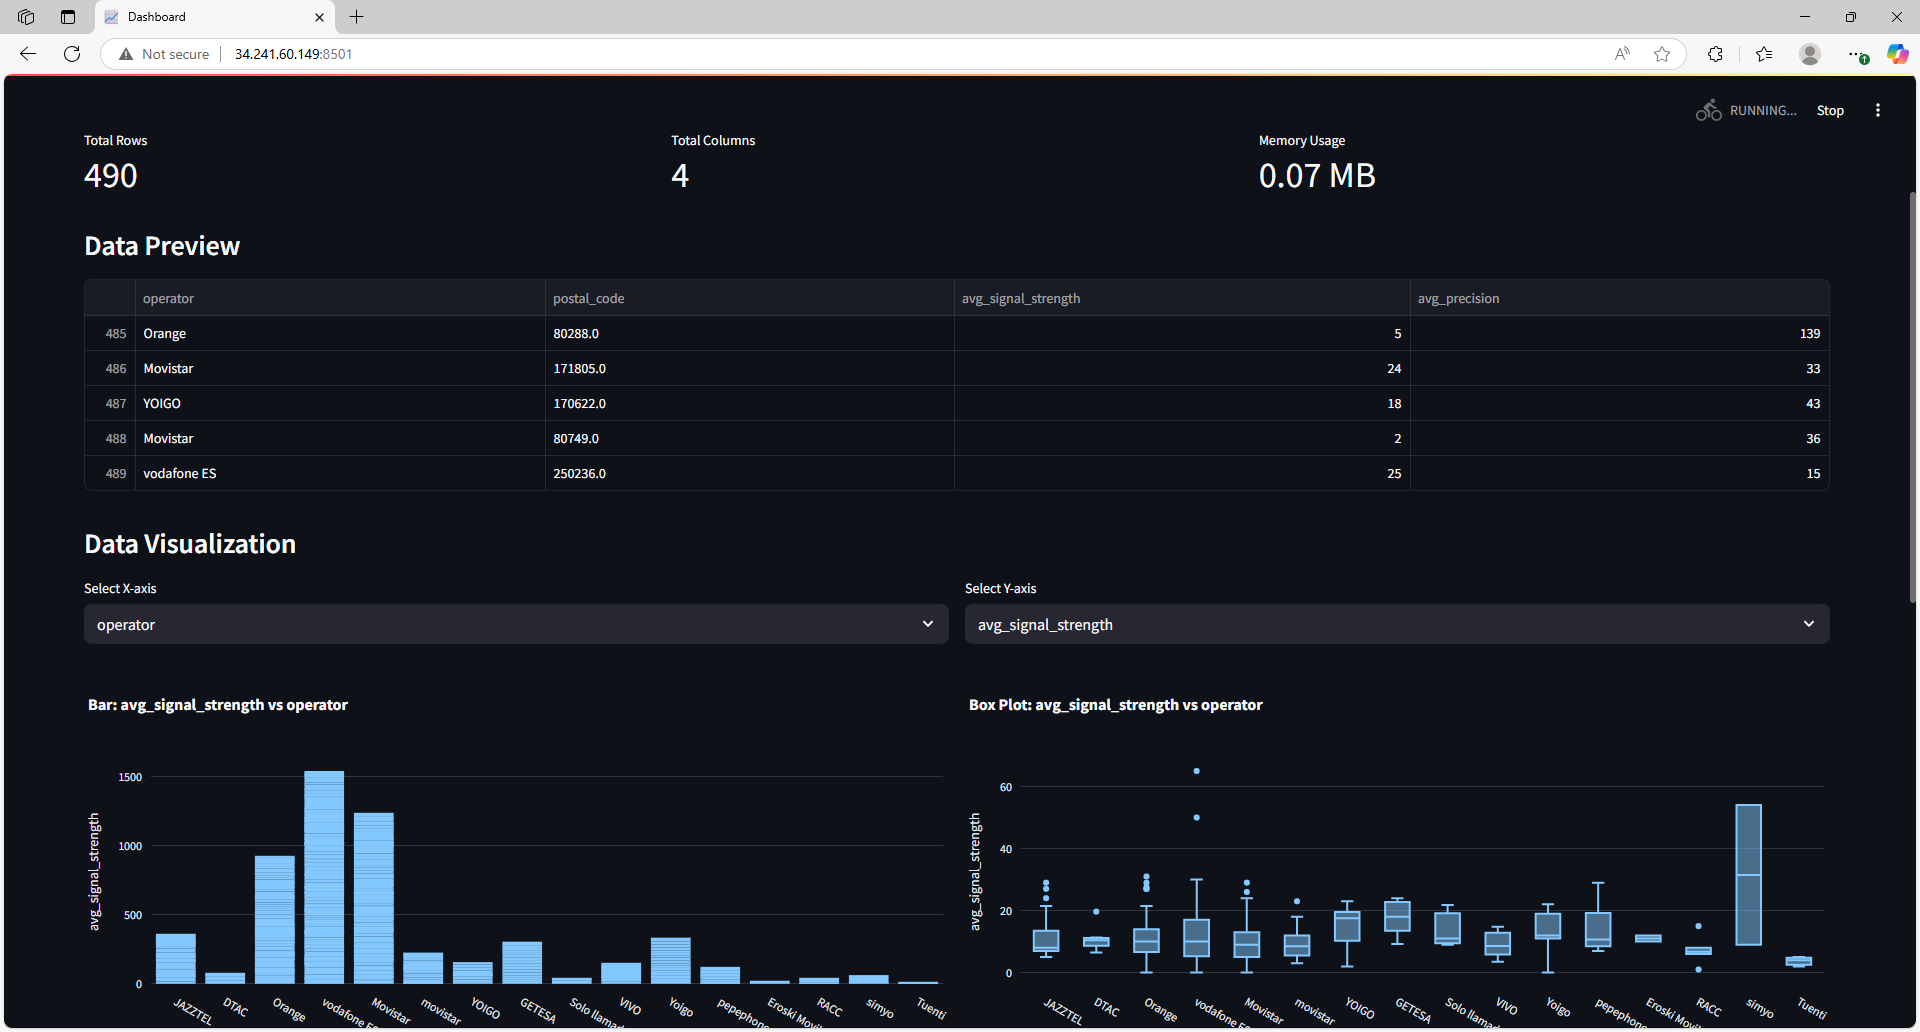 Dashboard
Not secure 34.241.60.149:8501
RUNNING... Stop
Total Rows Total Columns Memory Usage
490 4 0.07 MB
Data Preview
operator postal_code avg_signal_strength avg_precision
485 Orange 80288.0 5 139
486 Movistar 171805.0 24 33
487 YOIGO 170622.0 18 43
488 Movistar 80749.0 2 36
489 vodafone ES 250236.0 25 15
Data Visualization
Select X-axis Select Y-axis
operator avg_signal_strength
Bar: avg_signal_strength vs operator
avg_signal_strength
1500
1000
500
0
JAZZTEL DTAC Orange vodafone ES Movistar movistar YOIGO GETESA Solo llamad VIVO Yoigo pepephon Eroski Movil RACC simyo Tuenti
Box Plot: avg_signal_strength vs operator
avg_signal_strength
60
40
20
0
JAZZTEL DTAC Orange vodafone ES Movistar movistar YOIGO GETESA Solo llamad VIVO Yoigo pepephon Eroski Movil RACC simyo Tuenti